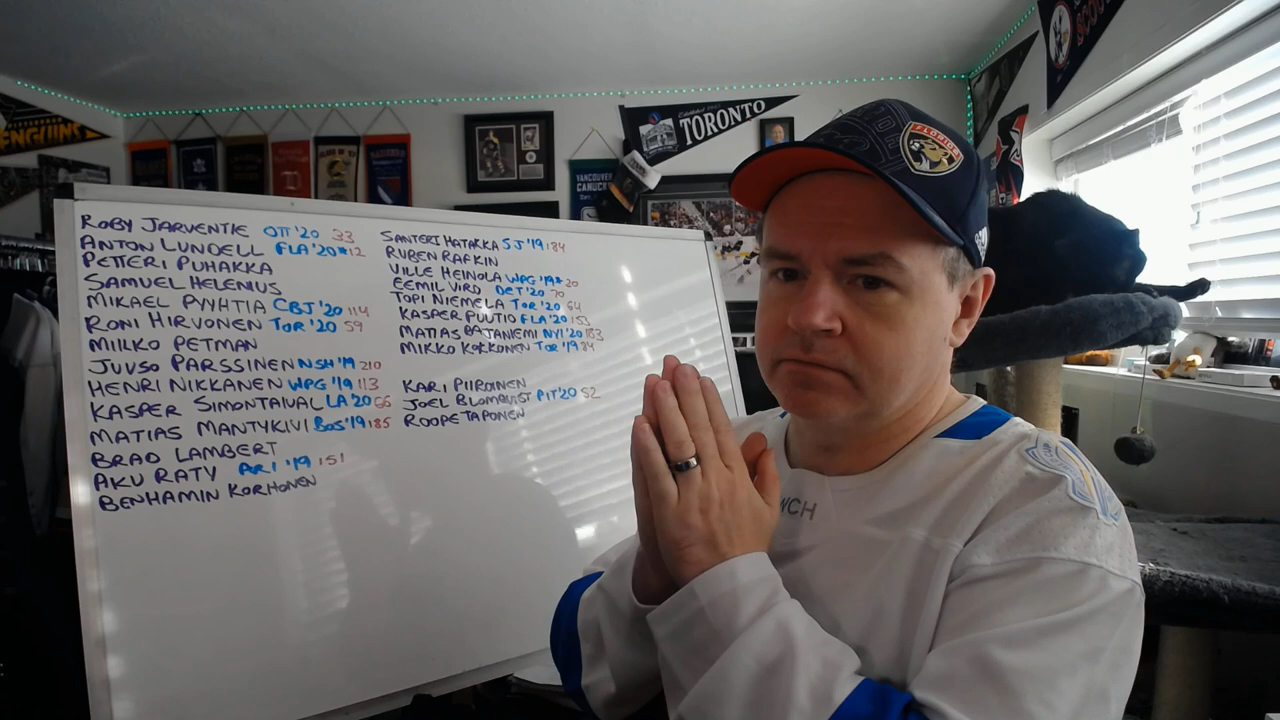 PENGUINS
TORONTO
VANCOUVER
CANUCKS
FLORIDA
ROBY JARVENTIE OTT '20 33
ANTON LUNDELL FLA '20 * 12
PETTERI PUHAKKA
SAMUEL HELENIUS
MIKAEL PYYHTIA CBJ '20 114
RONI HIRVONEN TOR '20 59
MILKO PETMAN
JUUSO PARSSINEN NSH '19 210
HENRI NIKKANEN WPG '19 113
KASPER SIMONTAIVAL LA '20 66
MATIAS MANTYKIVI BOS '19 185
BRAD LAMBERT
AKU RATY ARI '19 151
BENHAMIN KORHONEN
SANTERI HATAKKA SJ '19 184
RUBEN RAFKIN
VILLE HEINOLA WPG '19 * 20
EEMIL VIRO DET '20 70
TOPI NIEMELA TOR '20 64
KASPER PUUTIO FLA '20 153
MATIAS RAJANIEMI NYI '20 183
MIKKO KOKKONEN TOR '19 84
KARI PIIROINEN
JOEL BLOMQVIST PIT '20 52
ROOPE TAPONEN